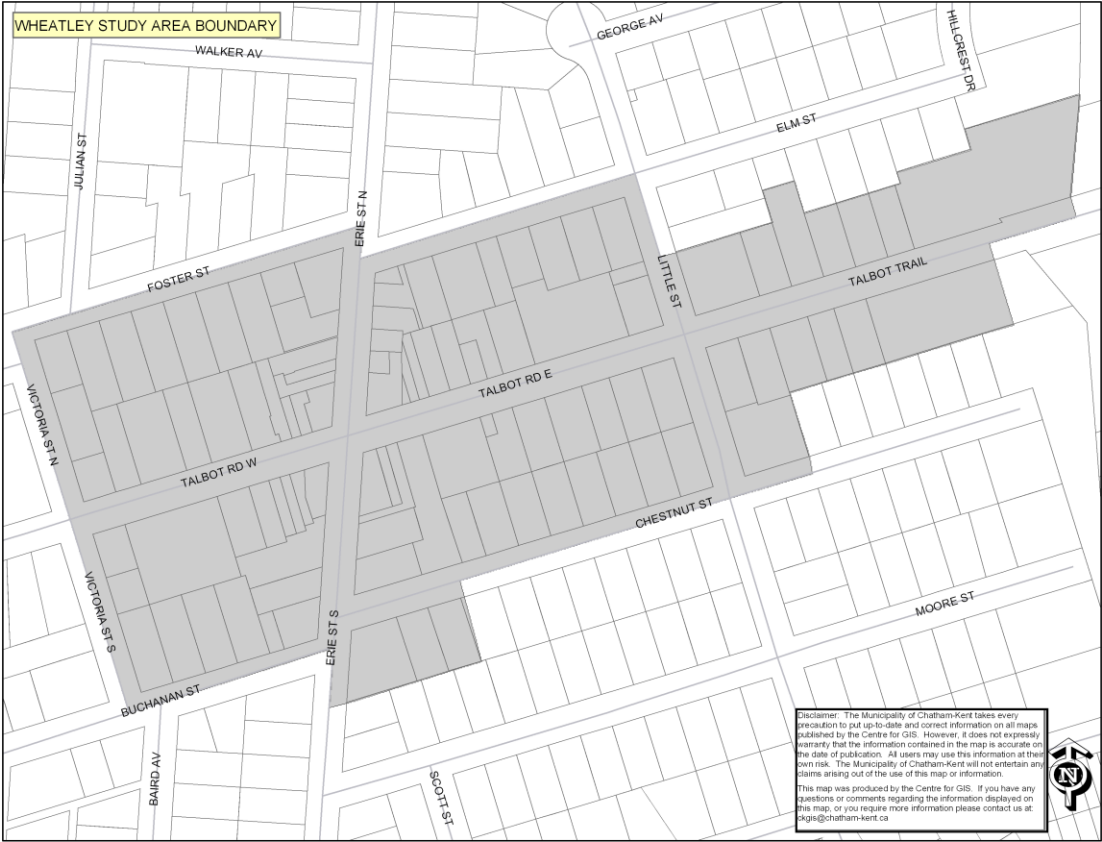 WHEATLEY STUDY AREA BOUNDARY
GEORGE AV
HILLCREST DR
WALKER AV
ELM ST
JULIAN ST
ERIE ST N
FOSTER ST
LITTLE ST
TALBOT TRAIL
TALBOT RD E
VICTORIA ST N
TALBOT RD W
CHESTNUT ST
VICTORIA ST S
MOORE ST
ERIE ST S
BUCHANAN ST
BAIRD AV
SCOTT ST
Disclaimer: The Municipality of Chatham-Kent takes every
precaution to put up-to-date and correct information on all maps
published by the Centre for GIS. However, it does not expressly
warranty that the information contained in the map is accurate on
the date of publication. All users may use this information at their
own risk. The Municipality of Chatham-Kent will not entertain any
claims arising out of the use of this map or information.
This map was produced by the Centre for GIS. If you have any
questions or comments regarding the information displayed on
this map, or you require more information please contact us at:
ckgis@chatham-kent.ca
N